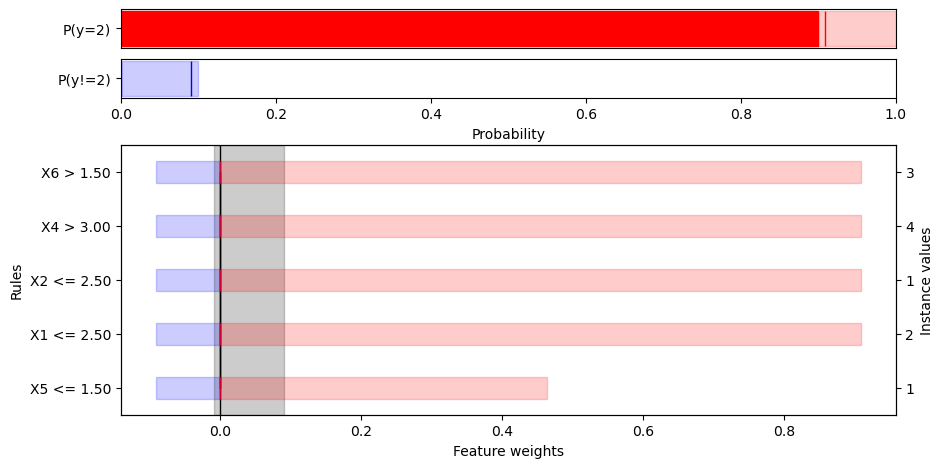 P(y=2)
P(y!=2)
0.0 0.2 0.4 0.6 0.8 1.0
Probability
X6 > 1.50 3
X4 > 3.00 4
X2 <= 2.50 1
X1 <= 2.50 2
X5 <= 1.50 1
Rules
Instance values
0.0 0.2 0.4 0.6 0.8
Feature weights